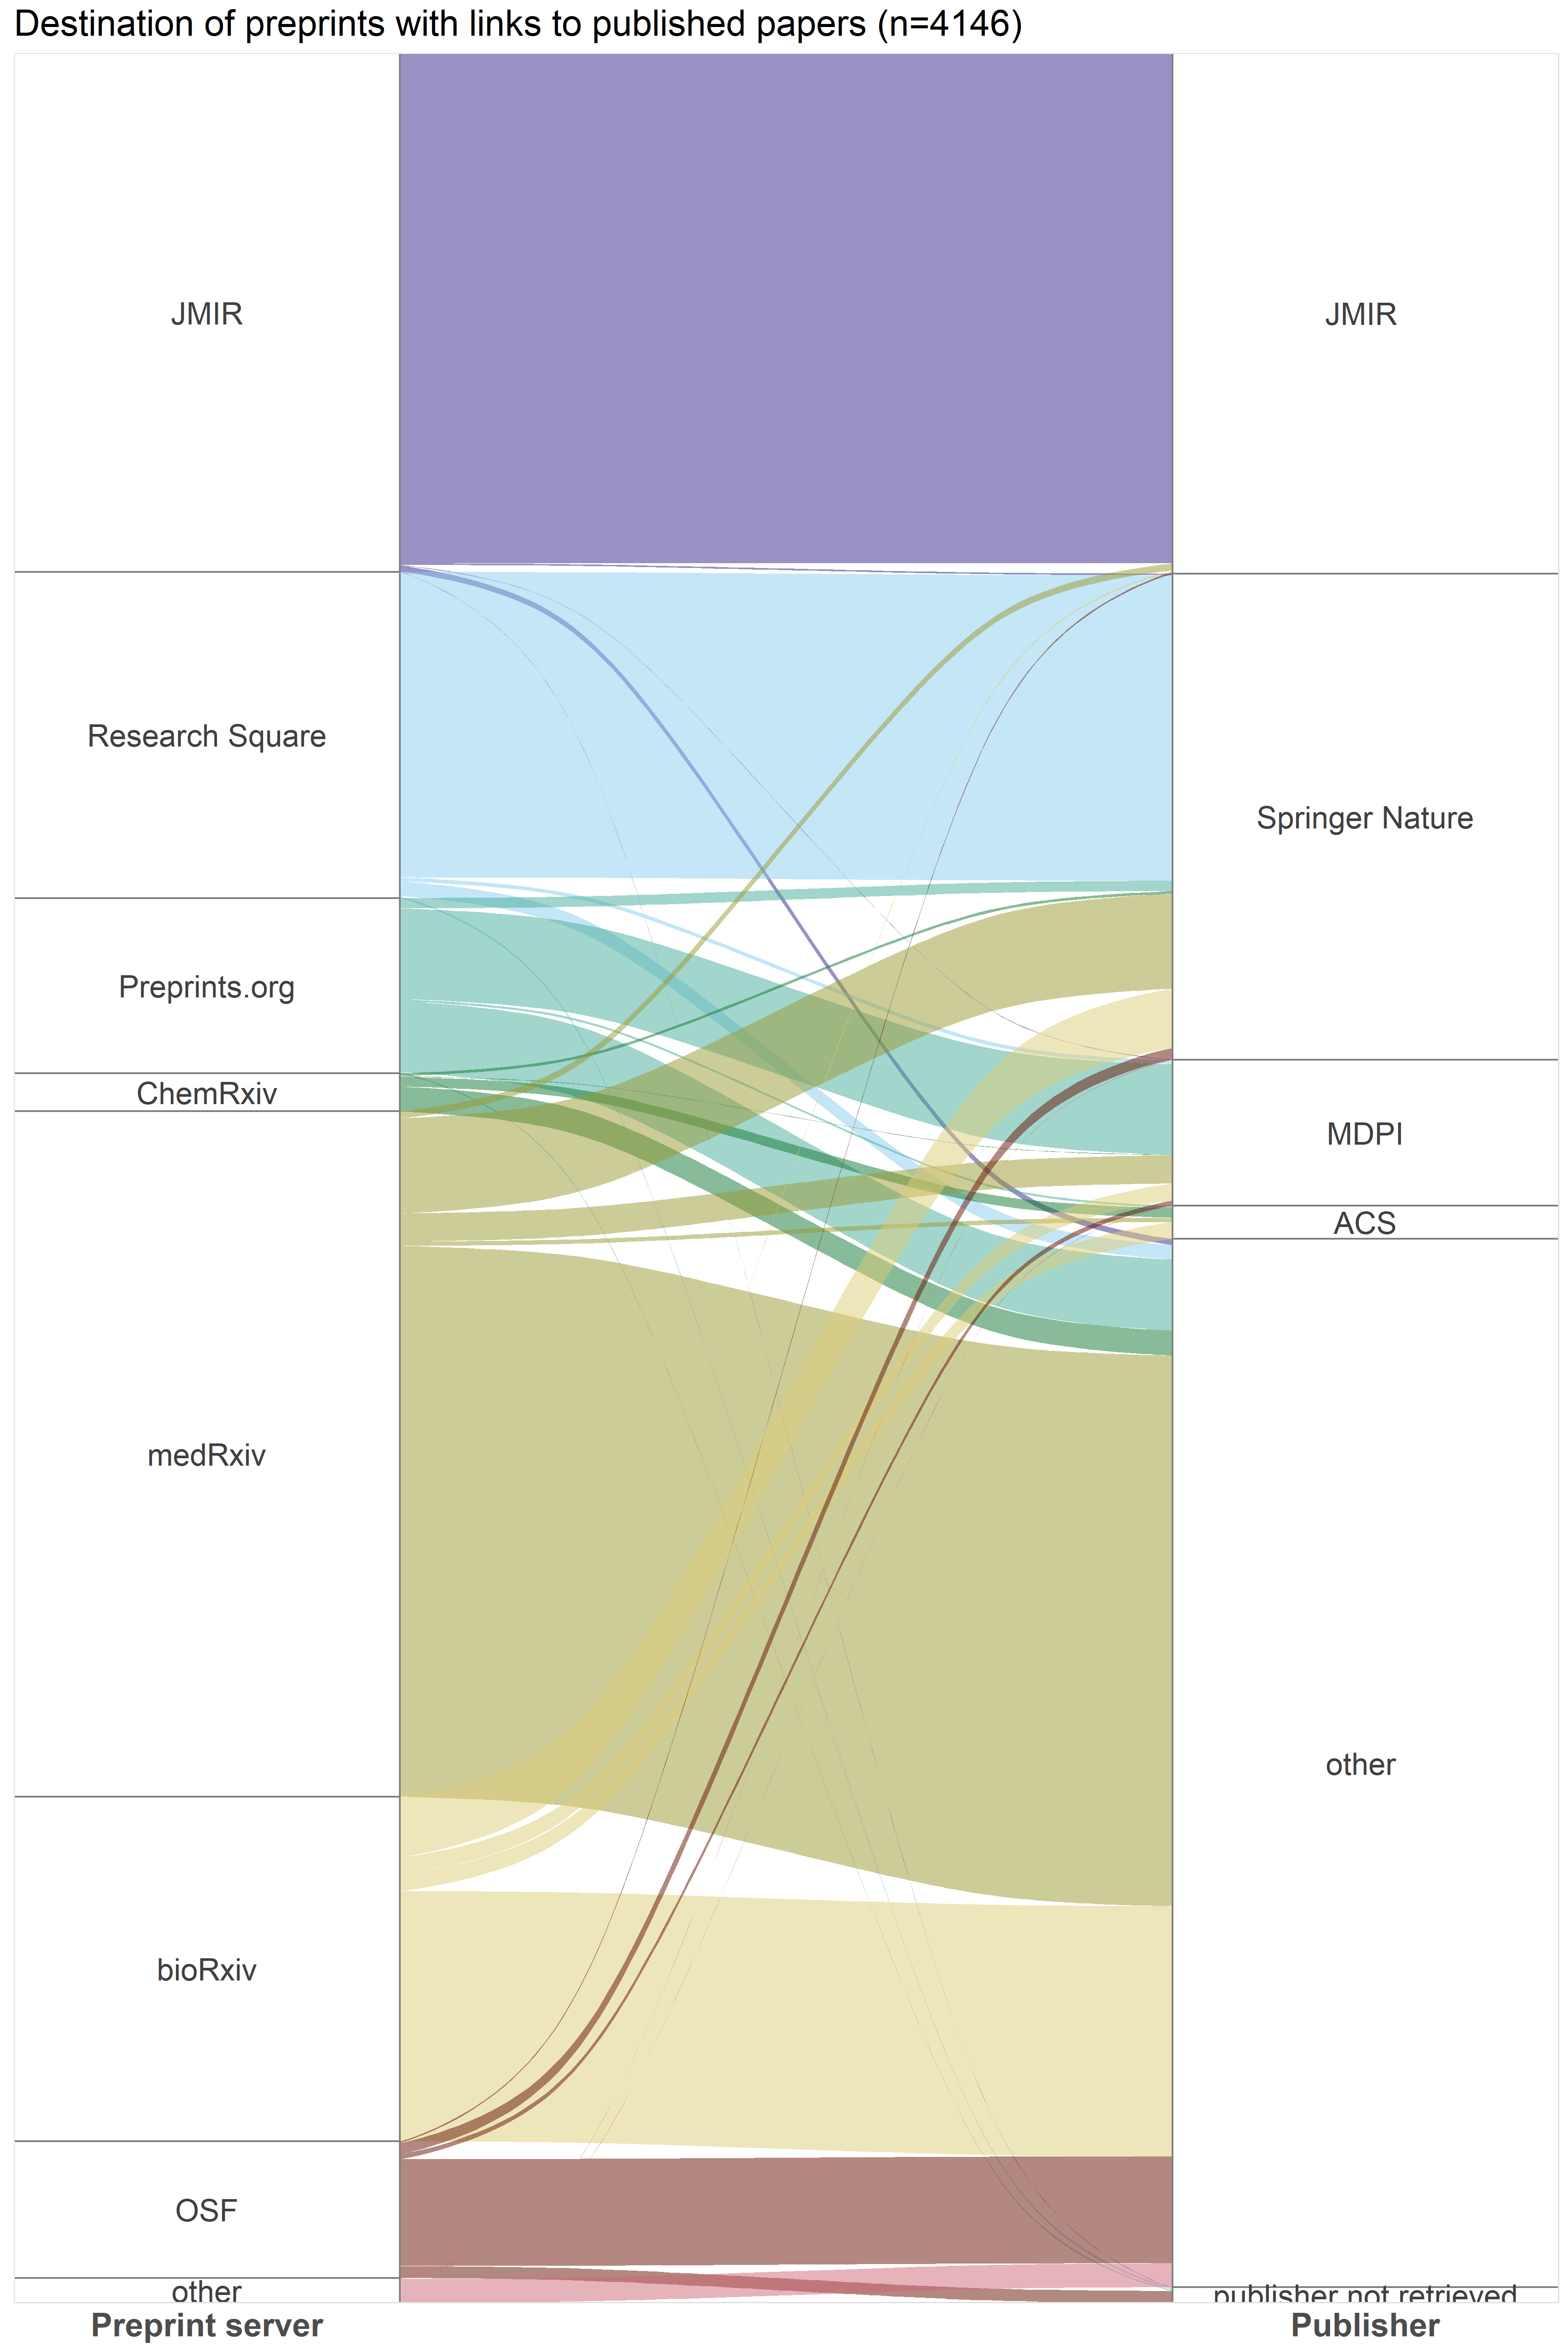 Destination of preprints with links to published papers (n=4146)
JMIR
JMIR
Research Square
Springer Nature
Preprints.org
ChemRxiv
MDPI
ACS
medRxiv
other
bioRxiv
OSF
other
publisher not retrieved
Preprint server
Publisher